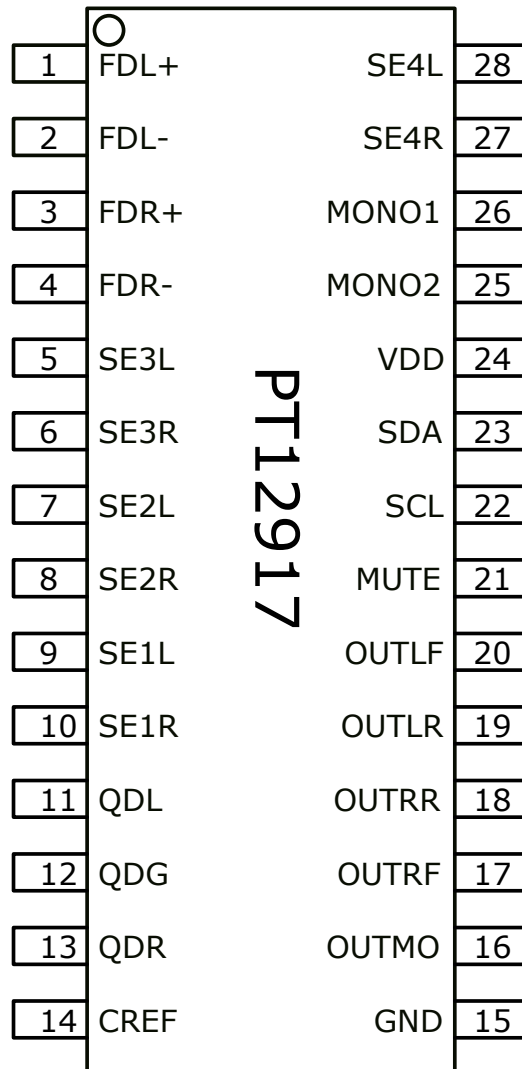 1 FDL+ SE4L 28
2 FDL- SE4R 27
3 FDR+ MONO1 26
4 FDR- MONO2 25
5 SE3L VDD 24
6 SE3R SDA 23
7 SE2L SCL 22
8 SE2R MUTE 21
9 SE1L OUTLF 20
10 SE1R OUTLR 19
11 QDL OUTRR 18
12 QDG OUTRF 17
13 QDR OUTMO 16
14 CREF GND 15
PT12917